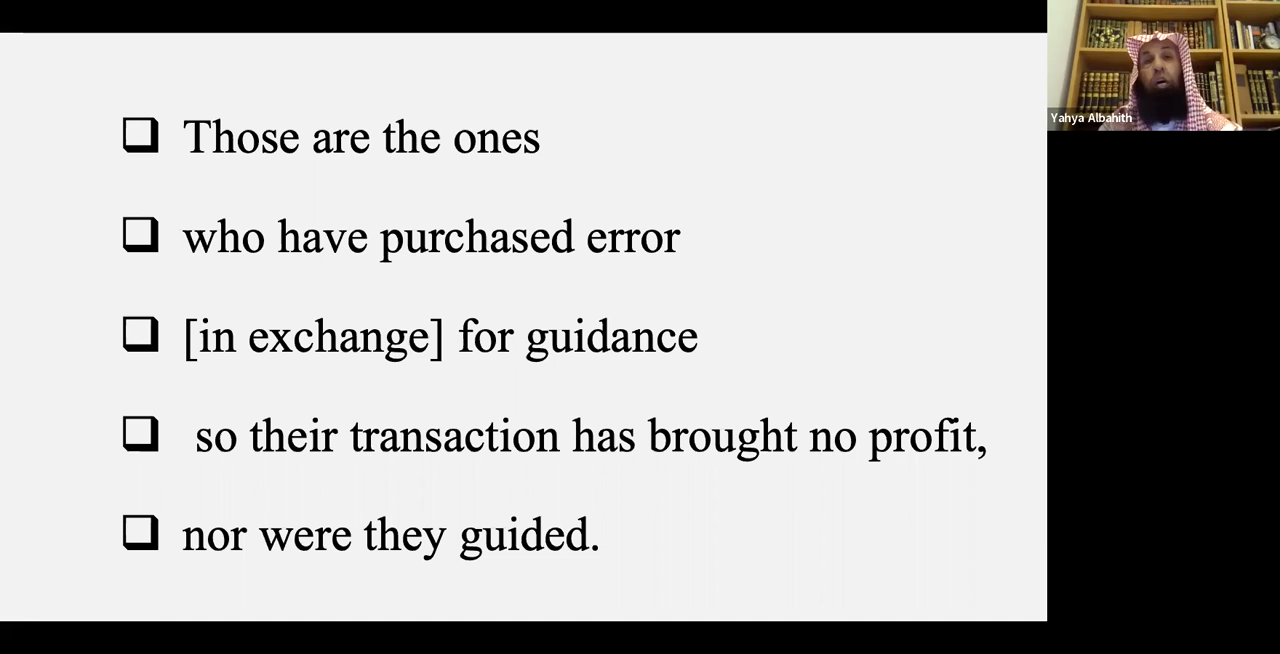 Those are the ones
who have purchased error
[in exchange] for guidance
so their transaction has brought no profit,
nor were they guided.
Yahya Albahith